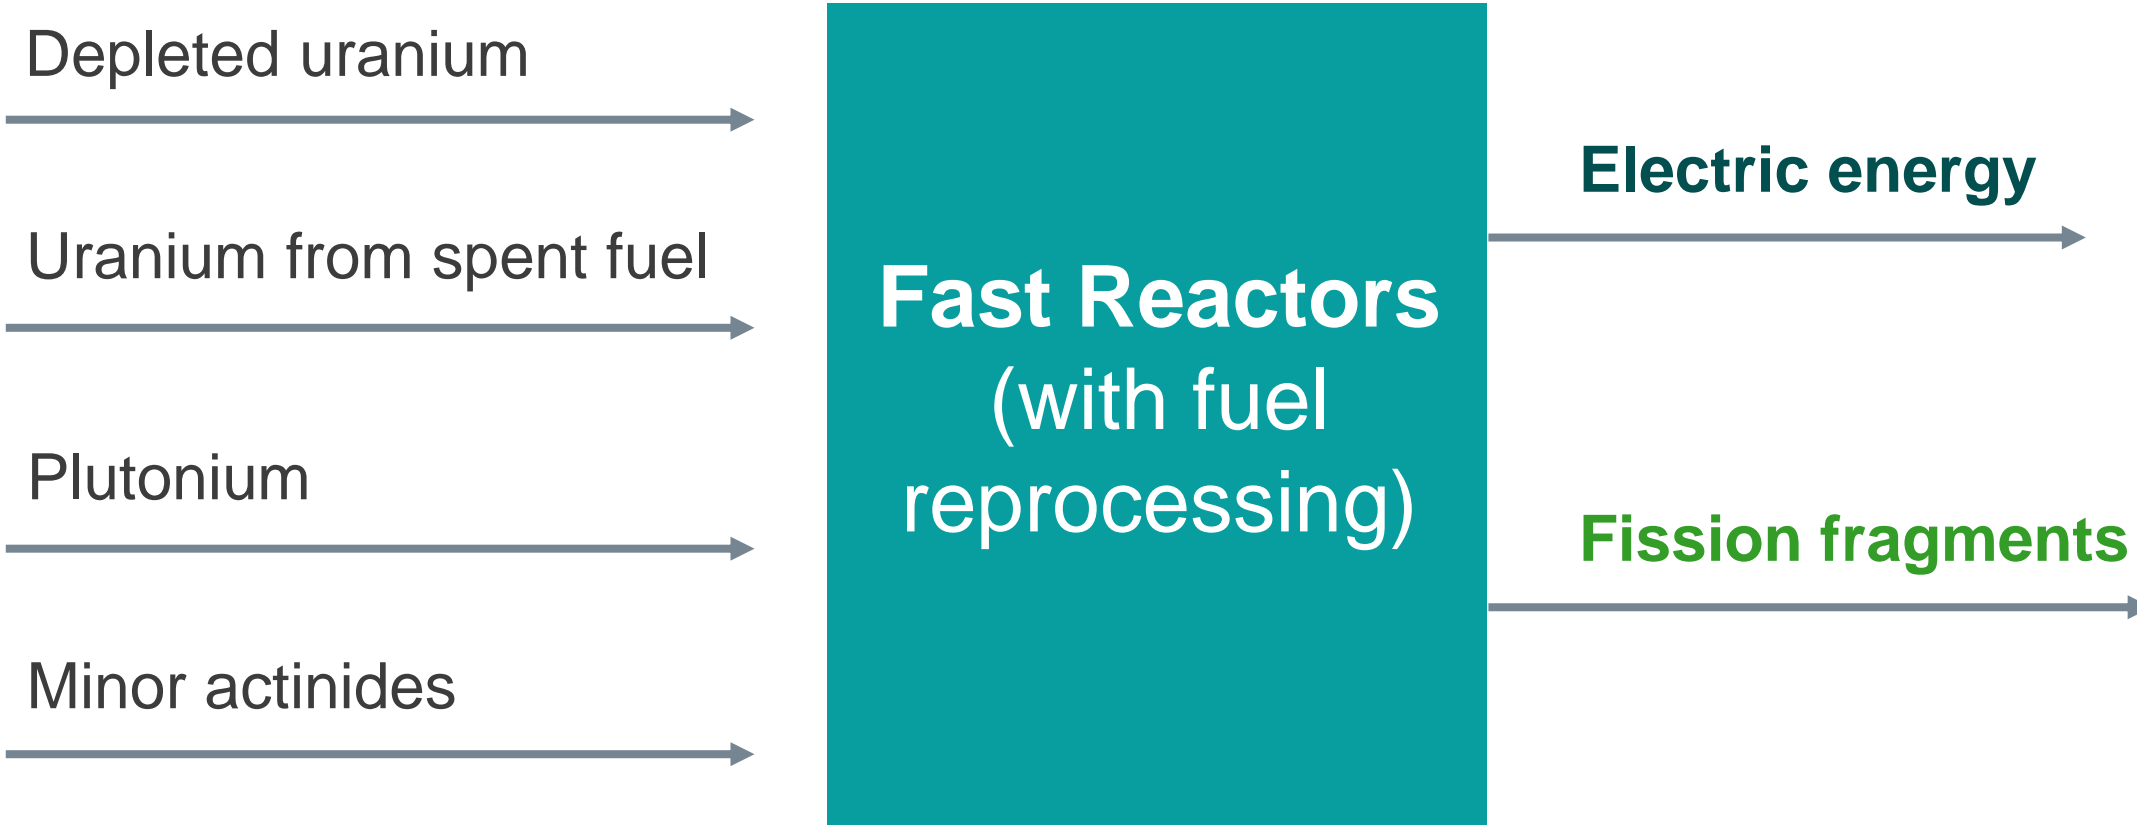 Depleted uranium
Uranium from spent fuel
Plutonium
Minor actinides
Fast Reactors
(with fuel
reprocessing)
Electric energy
Fission fragments